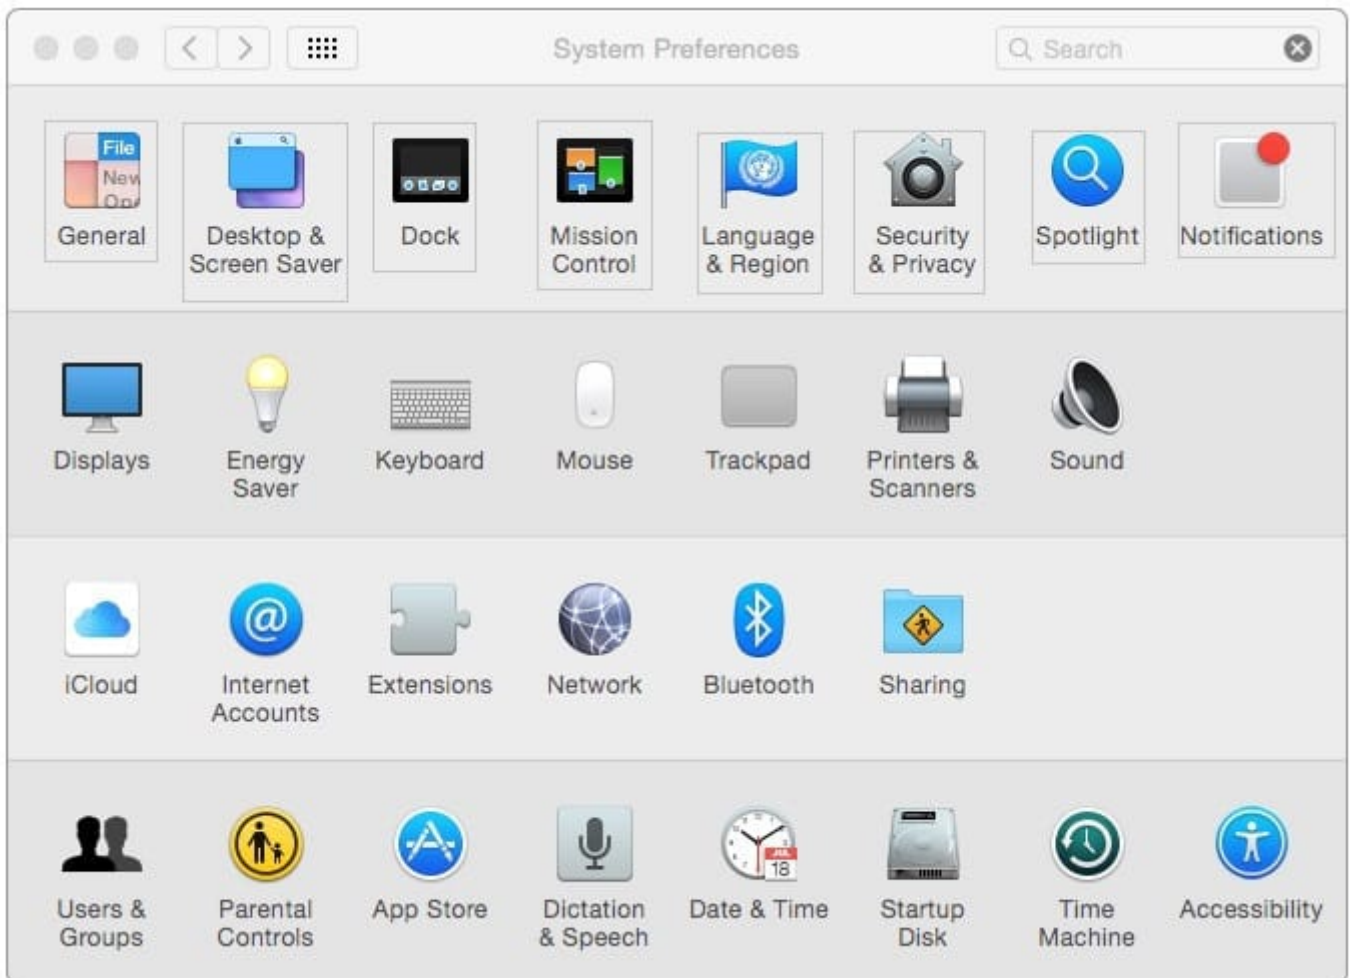 System Preferences
Search
File
New
General
Desktop &
Screen Saver
Dock
Mission
Control
Language
& Region
Security
& Privacy
Spotlight
Notifications
Displays
Energy
Saver
Keyboard
Mouse
Trackpad
Printers &
Scanners
Sound
@
iCloud
Internet
Accounts
Extensions
Network
Bluetooth
Sharing
JUL
18
Users &
Groups
Parental
Controls
App Store
Dictation
& Speech
Date & Time
Startup
Disk
Time
Machine
Accessibility